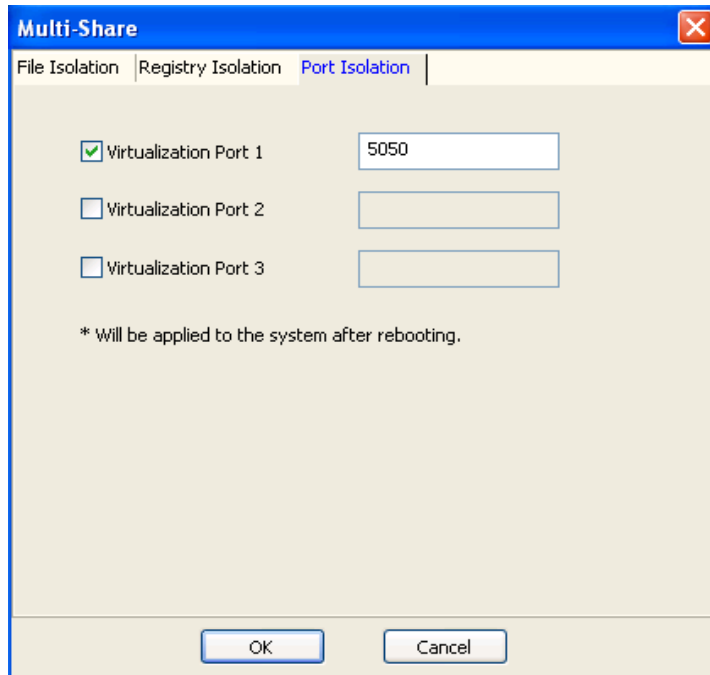 Multi-Share
File Isolation Registry Isolation Port Isolation
Virtualization Port 1 5050
Virtualization Port 2
Virtualization Port 3
* Will be applied to the system after rebooting.
OK Cancel